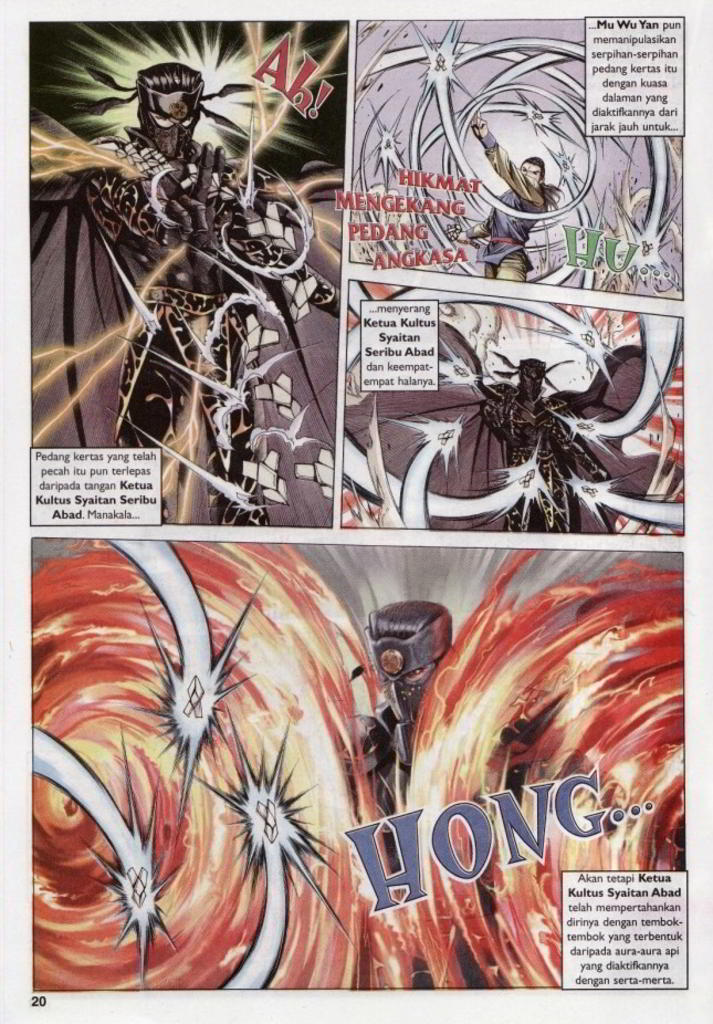 Ah!
Pedang kertas yang telah
pecah itu pun terlepas
daripada tangan Ketua
Kultus Syaitan Seribu
Abad. Manakala...
...Mu Wu Yan pun
memanipulasikan
serpihan-serpihan
pedang kertas itu
dengan kuasa
dalaman yang
diaktifkannya dari
jarak jauh untuk...
HIKMAT
MENGEKANG
PEDANG
ANGKASA
HU....
...menyerang
Ketua Kultus
Syaitan
Seribu Abad
dan keempat-
empat halanya.
HONG...
Akan tetapi Ketua
Kultus Syaitan Abad
telah mempertahankan
dirinya dengan tembok-
tembok yang terbentuk
daripada aura-aura api
yang diaktifkannya
dengan serta-merta.
20